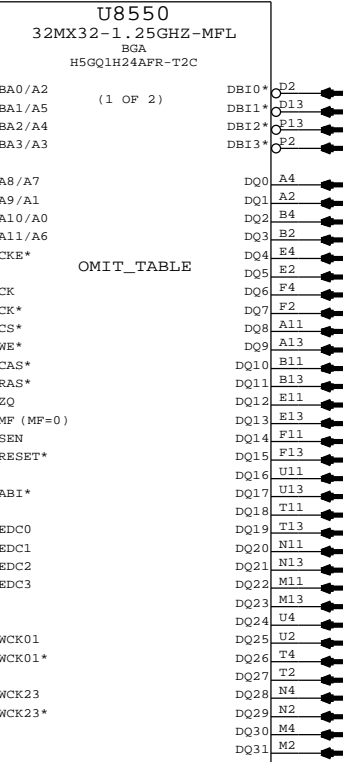 U8550
32MX32-1.25GHZ-MFL
BGA
H5GQ1H24AFR-T2C
(1 OF 2)
BA0/A2 DBI0* D2
BA1/A5 DBI1* D13
BA2/A4 DBI2* P13
BA3/A3 DBI3* P2
A8/A7 DQ0 A4
A9/A1 DQ1 A2
A10/A0 DQ2 B4
A11/A6 DQ3 B2
CKE* DQ4 E4
OMIT_TABLE
DQ5 E2
CK DQ6 F4
CK* DQ7 F2
CS* DQ8 A11
WE* DQ9 A13
CAS* DQ10 B11
RAS* DQ11 B13
ZQ DQ12 E11
MF (MF=0) DQ13 E13
SEN DQ14 F11
RESET* DQ15 F13
DQ16 U11
ABI* DQ17 U13
DQ18 T11
EDC0 DQ19 T13
EDC1 DQ20 N11
EDC2 DQ21 N13
EDC3 DQ22 M11
DQ23 M13
DQ24 U4
WCK01 DQ25 U2
WCK01* DQ26 T4
DQ27 T2
WCK23 DQ28 N4
WCK23* DQ29 N2
DQ30 M4
DQ31 M2